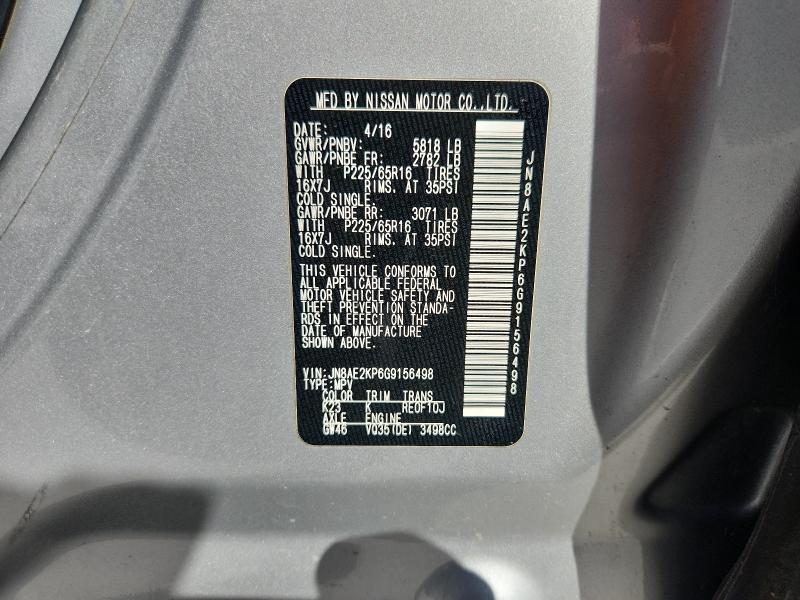 MFD BY NISSAN MOTOR CO.,LTD.
DATE: 4/16
GVWR/PNBV: 5818 LB
GAWR/PNBE FR: 2782 LB
WITH P225/65R16 TIRES
16X7J RIMS. AT 35PSI
COLD SINGLE.
GAWR/PNBE RR: 3071 LB
WITH P225/65R16 TIRES
16X7J RIMS. AT 35PSI
COLD SINGLE.
THIS VEHICLE CONFORMS TO
ALL APPLICABLE FEDERAL
MOTOR VEHICLE SAFETY AND
THEFT PREVENTION STANDA-
RDS IN EFFECT ON THE
DATE OF MANUFACTURE
SHOWN ABOVE.
VIN:JN8AE2KP6G9156498
TYPE:MPV
COLOR TRIM TRANS
K23 K RE0F10J
AXLE ENGINE
GW46 VQ35(DE) 3498CC
JN8AE2KP6G9156498